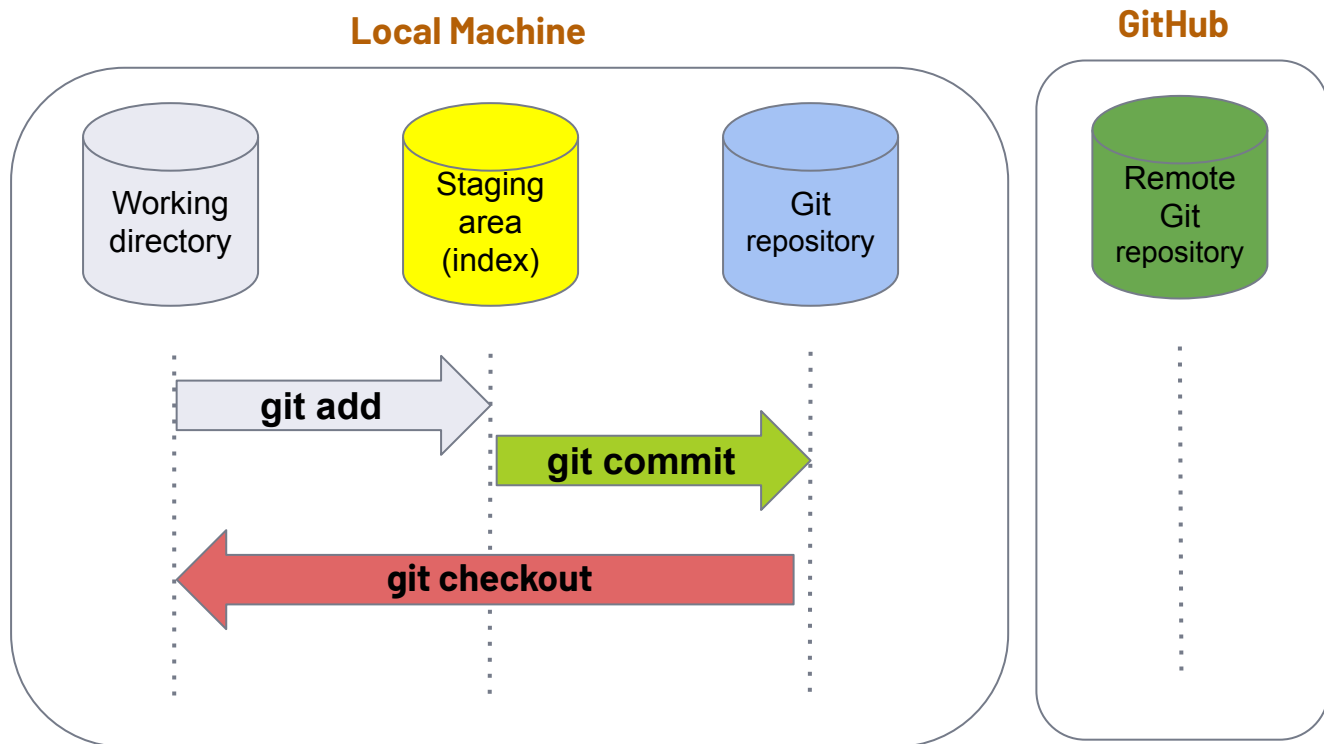 Local Machine
GitHub
Working
directory
Staging
area
(index)
Git
repository
Remote
Git
repository
git add
git commit
git checkout